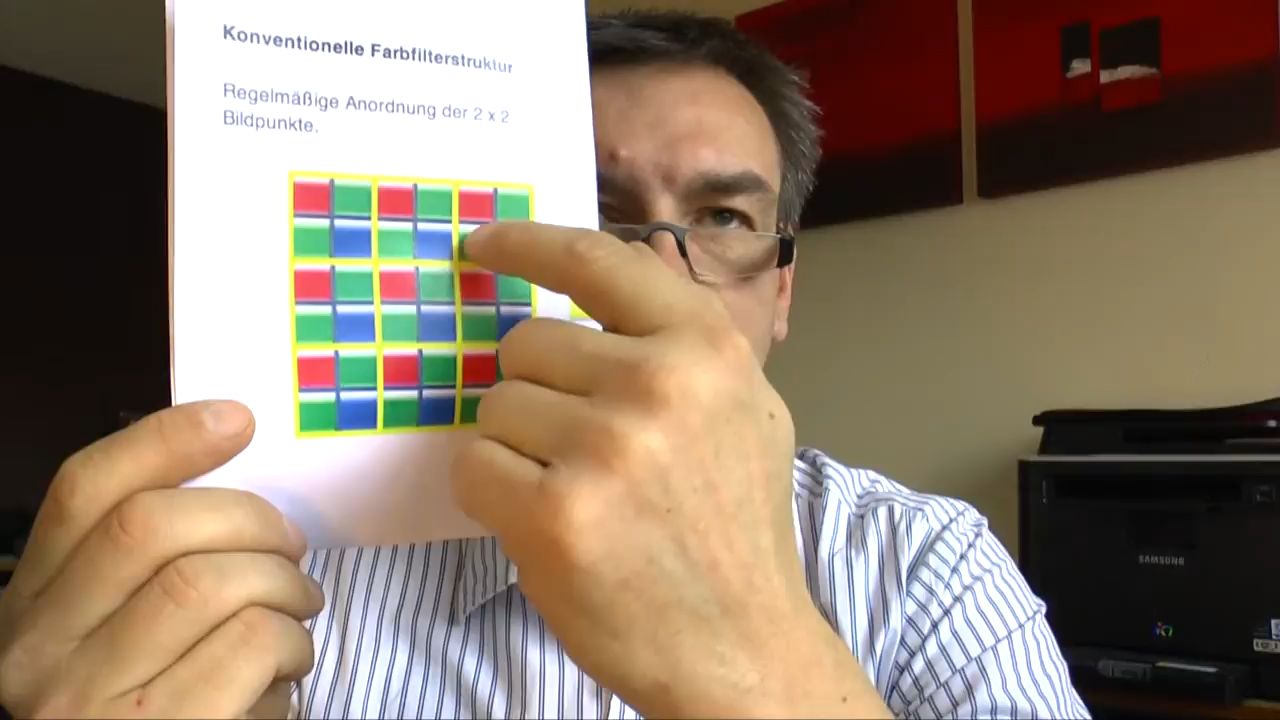 Konventionelle Farbfilterstruktur
Regelmäßige Anordnung der 2 x 2
Bildpunkte.
SAMSUNG